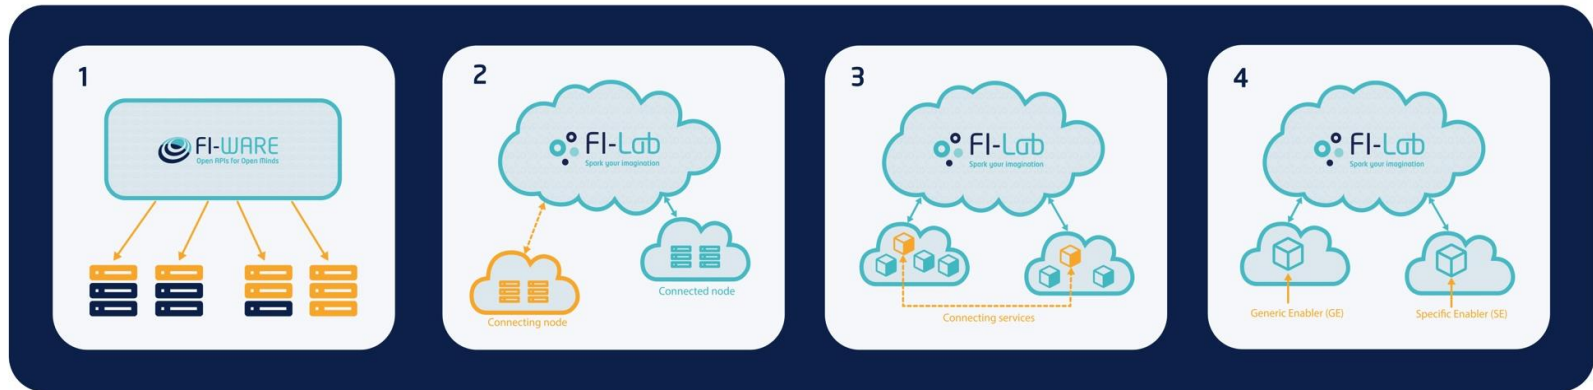 1
FI-WARE
Open APIs for Open Minds
2
FI-Lab
Spark your imagination
Connected node
Connecting node
3
FI-Lab
Spark your imagination
Connecting services
4
FI-Lab
Spark your imagination
Generic Enabler (GE)
Specific Enabler (SE)